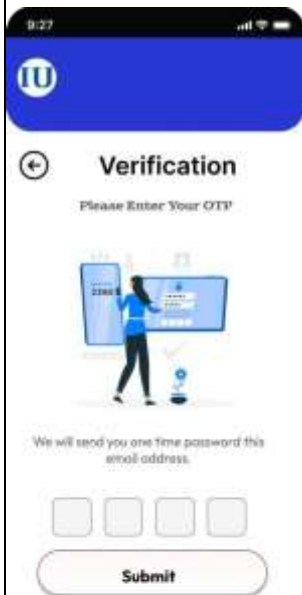 9:27
IU
Verification
Please Enter Your OTP
We will send you one time password this
email address.
Submit